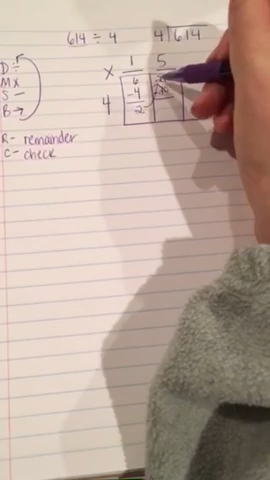 614 ÷ 4 4⟌614
D ÷
M X
S −
B →
R- remainder
C- check
X 1 5
4 6
-4
2